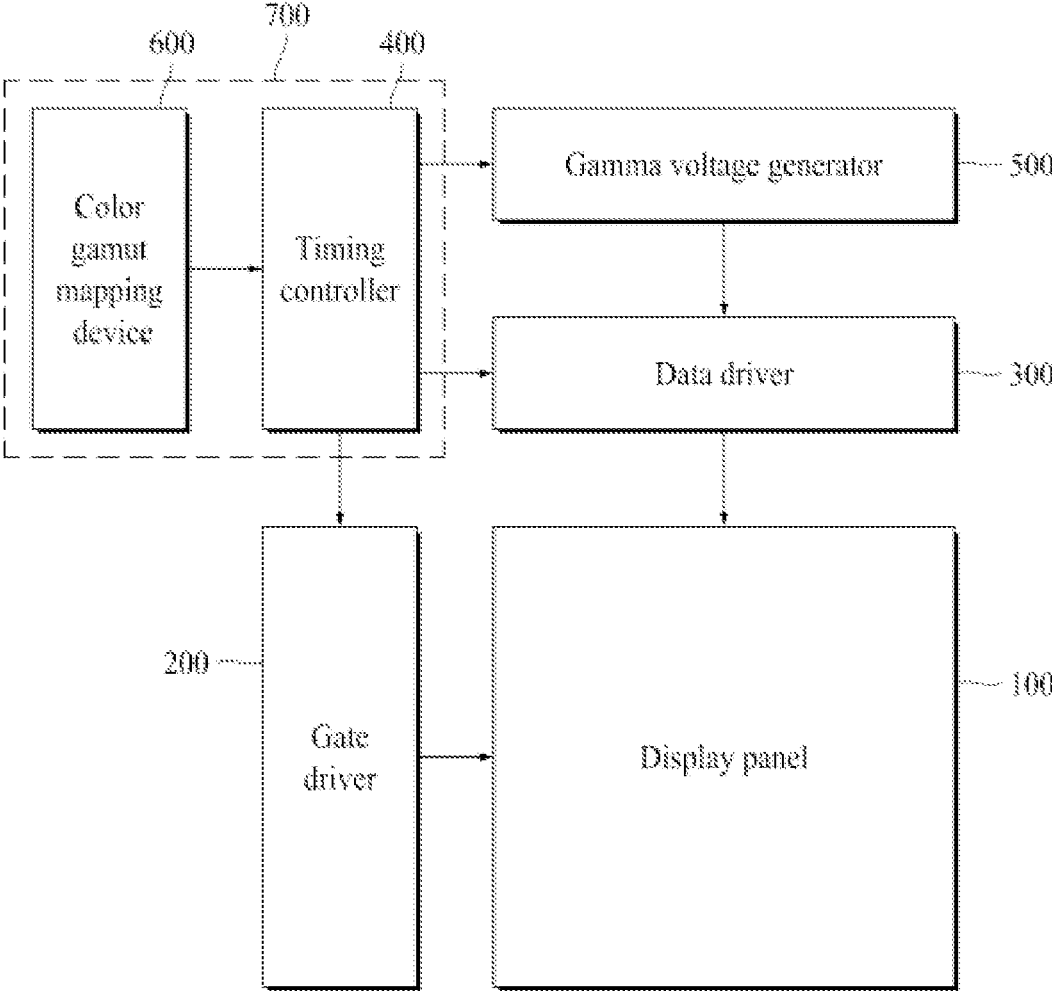 700
600
400
Color
gamut
mapping
device
Timing
controller
Gamma voltage generator
500
Data driver
300
200
Gate
driver
Display panel
100